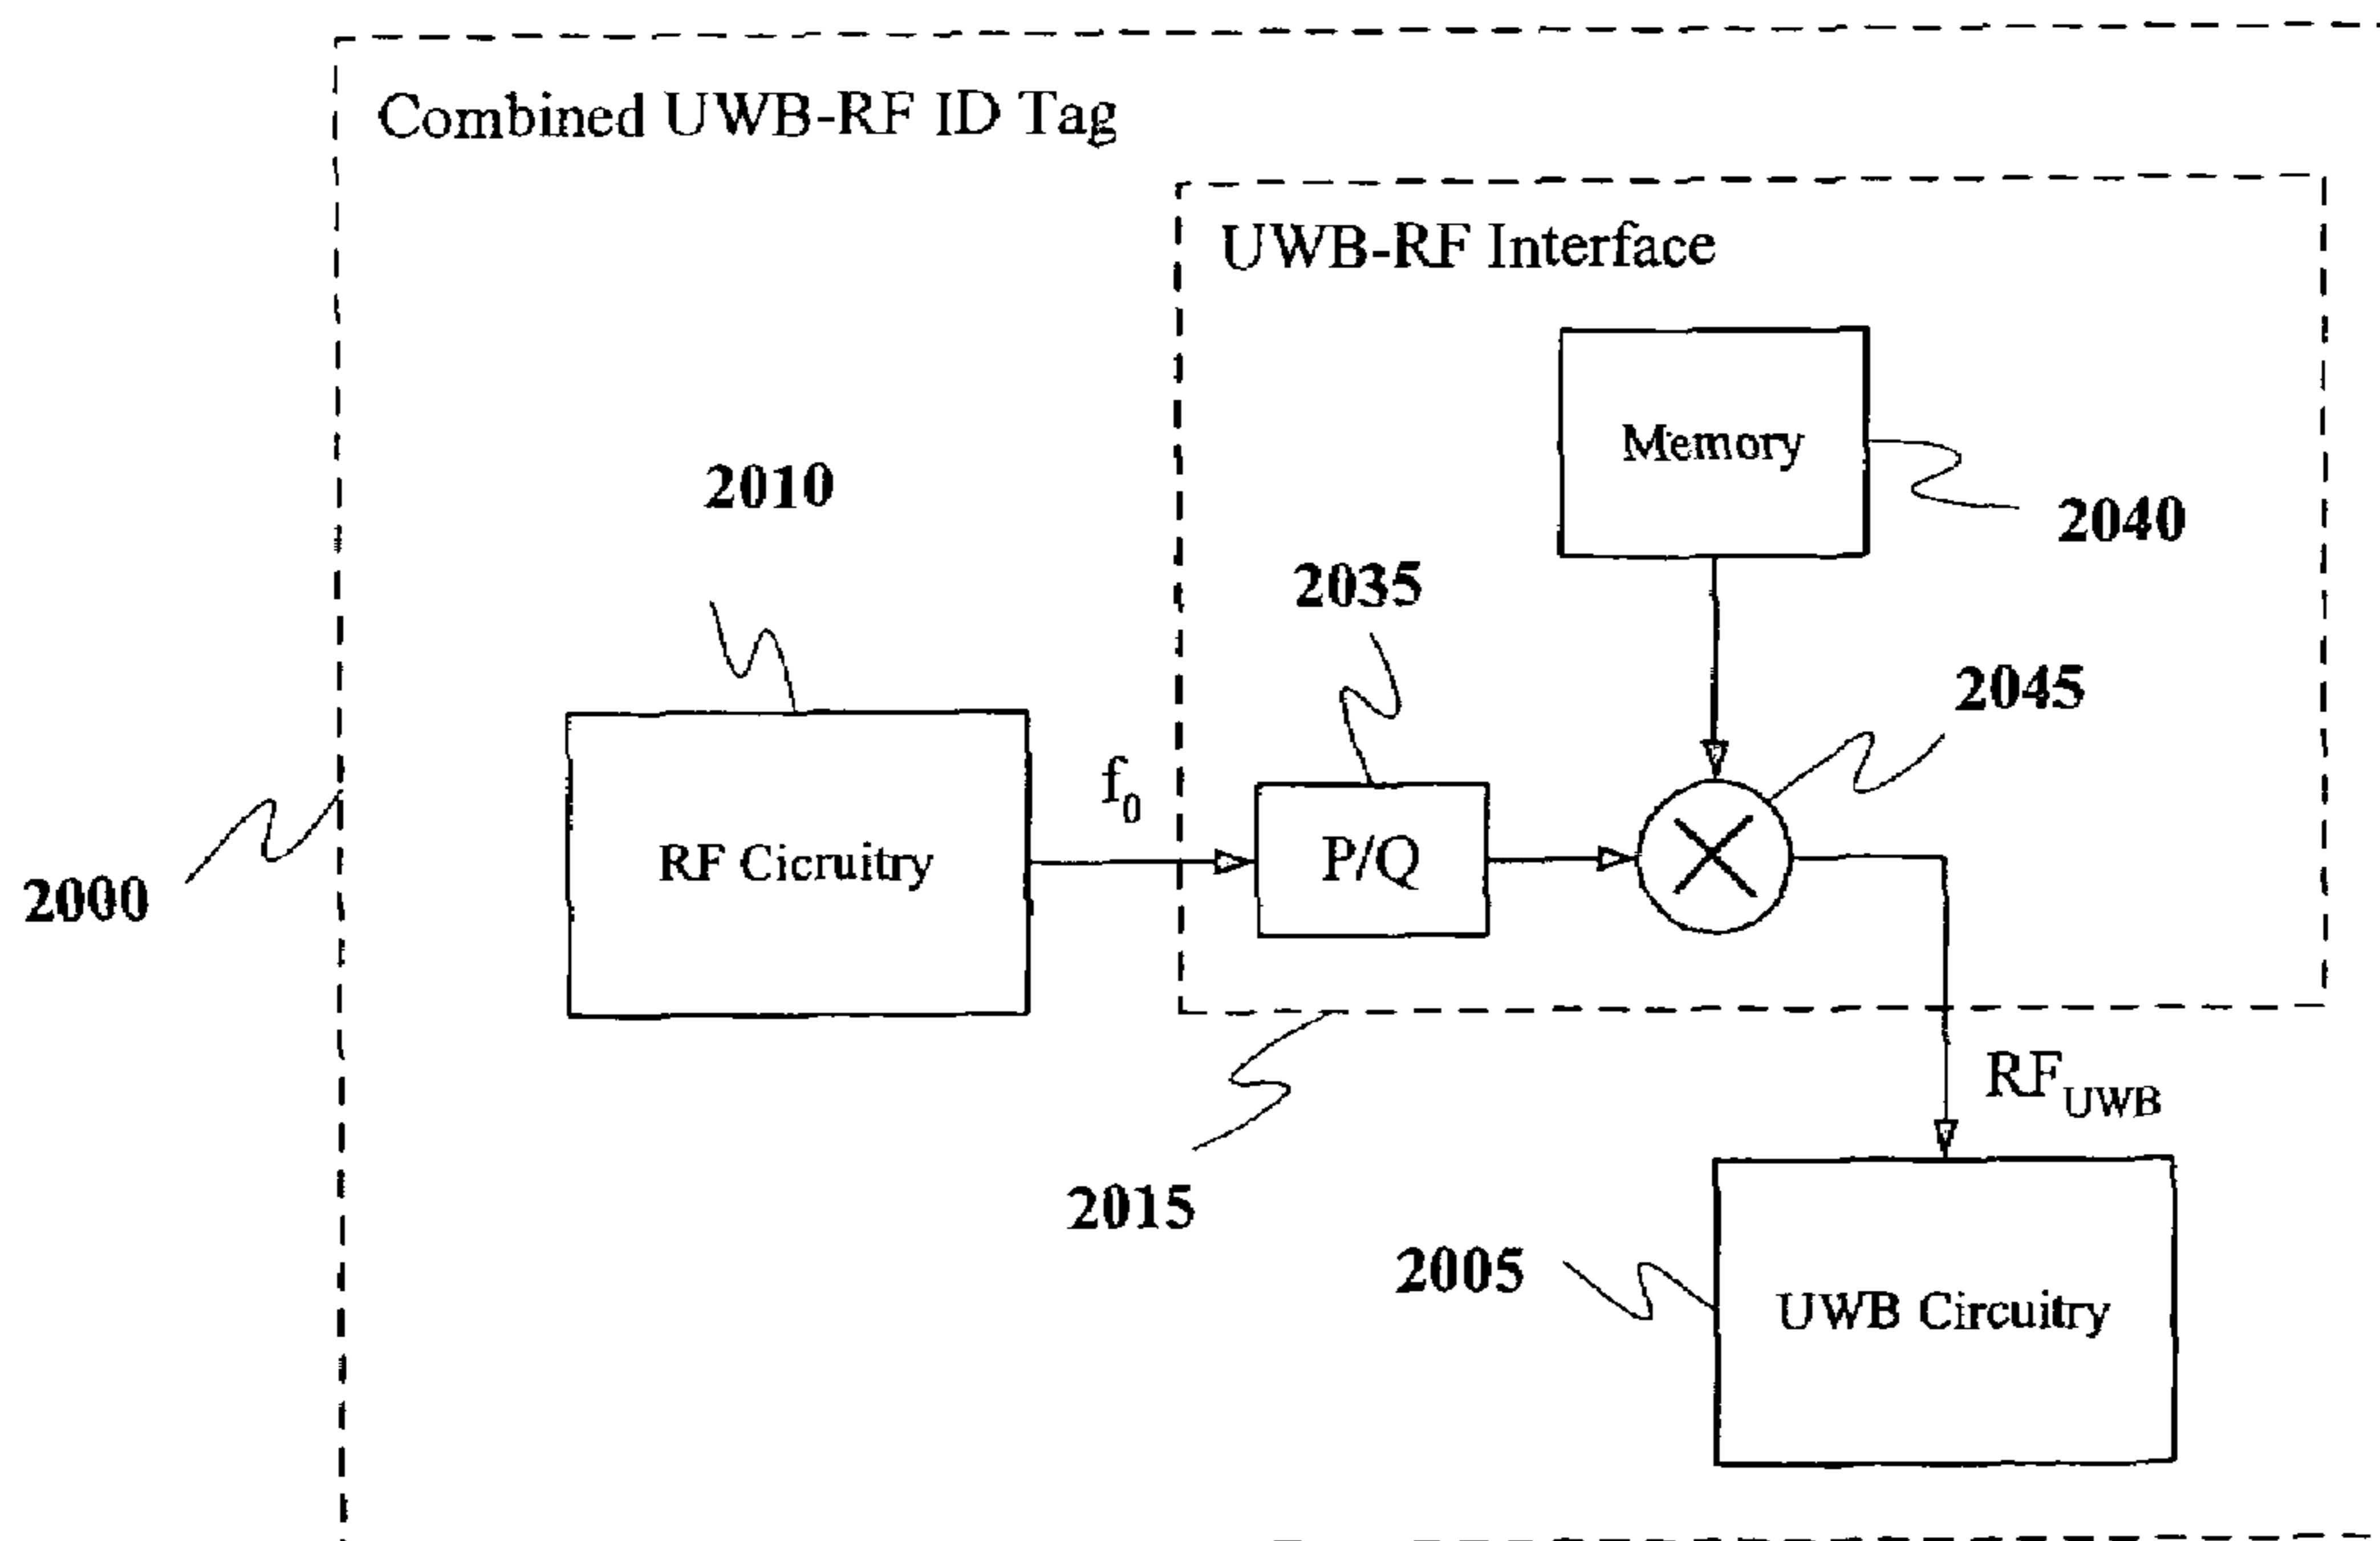 Combined UWB-RF ID Tag
UWB-RF Interface
Memory
2010
2040
2035
2045
f0
RF Cicruitry
P/Q
2000
RFUWB
2015
2005
UWB Circuitry